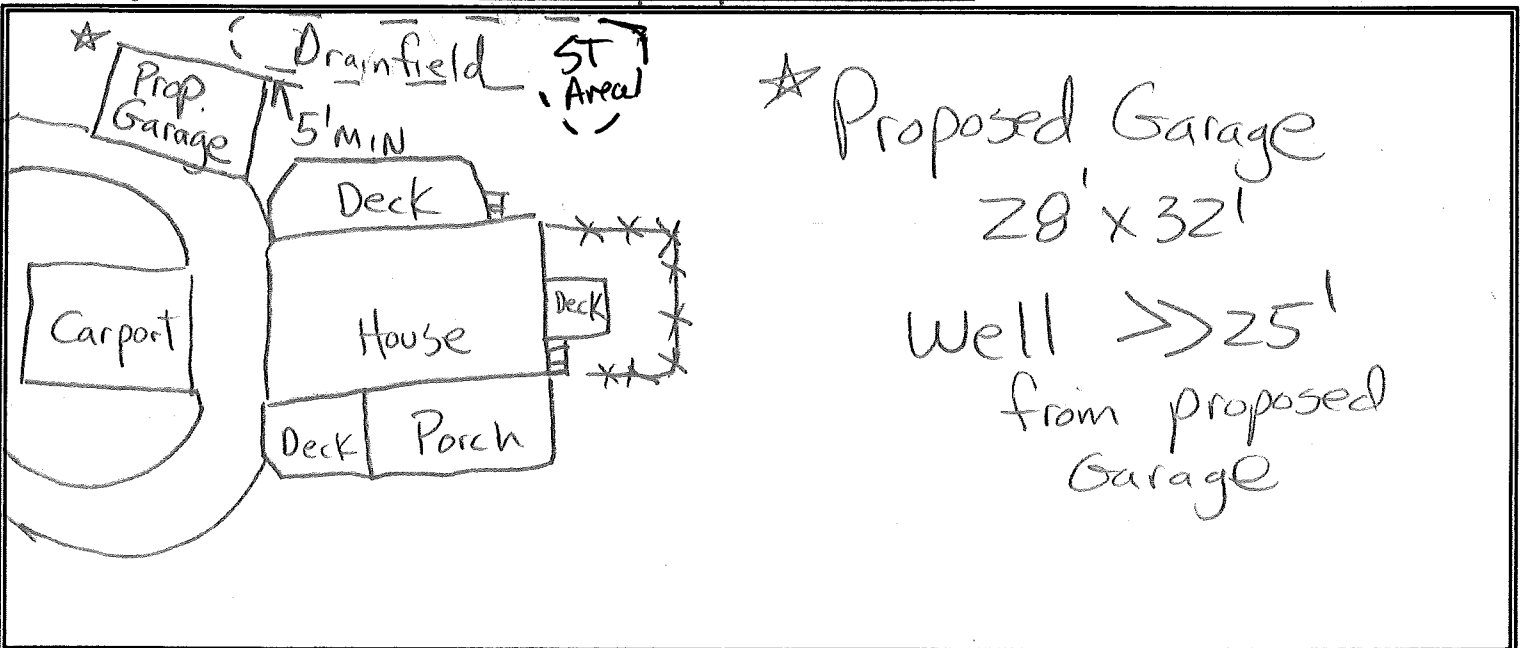 Drainfield
ST
Area
Prop.
Garage
5' MIN
Deck
Carport
House
Deck
Deck
Porch
Proposed Garage
28' x 32'
Well >> 25'
from proposed
Garage